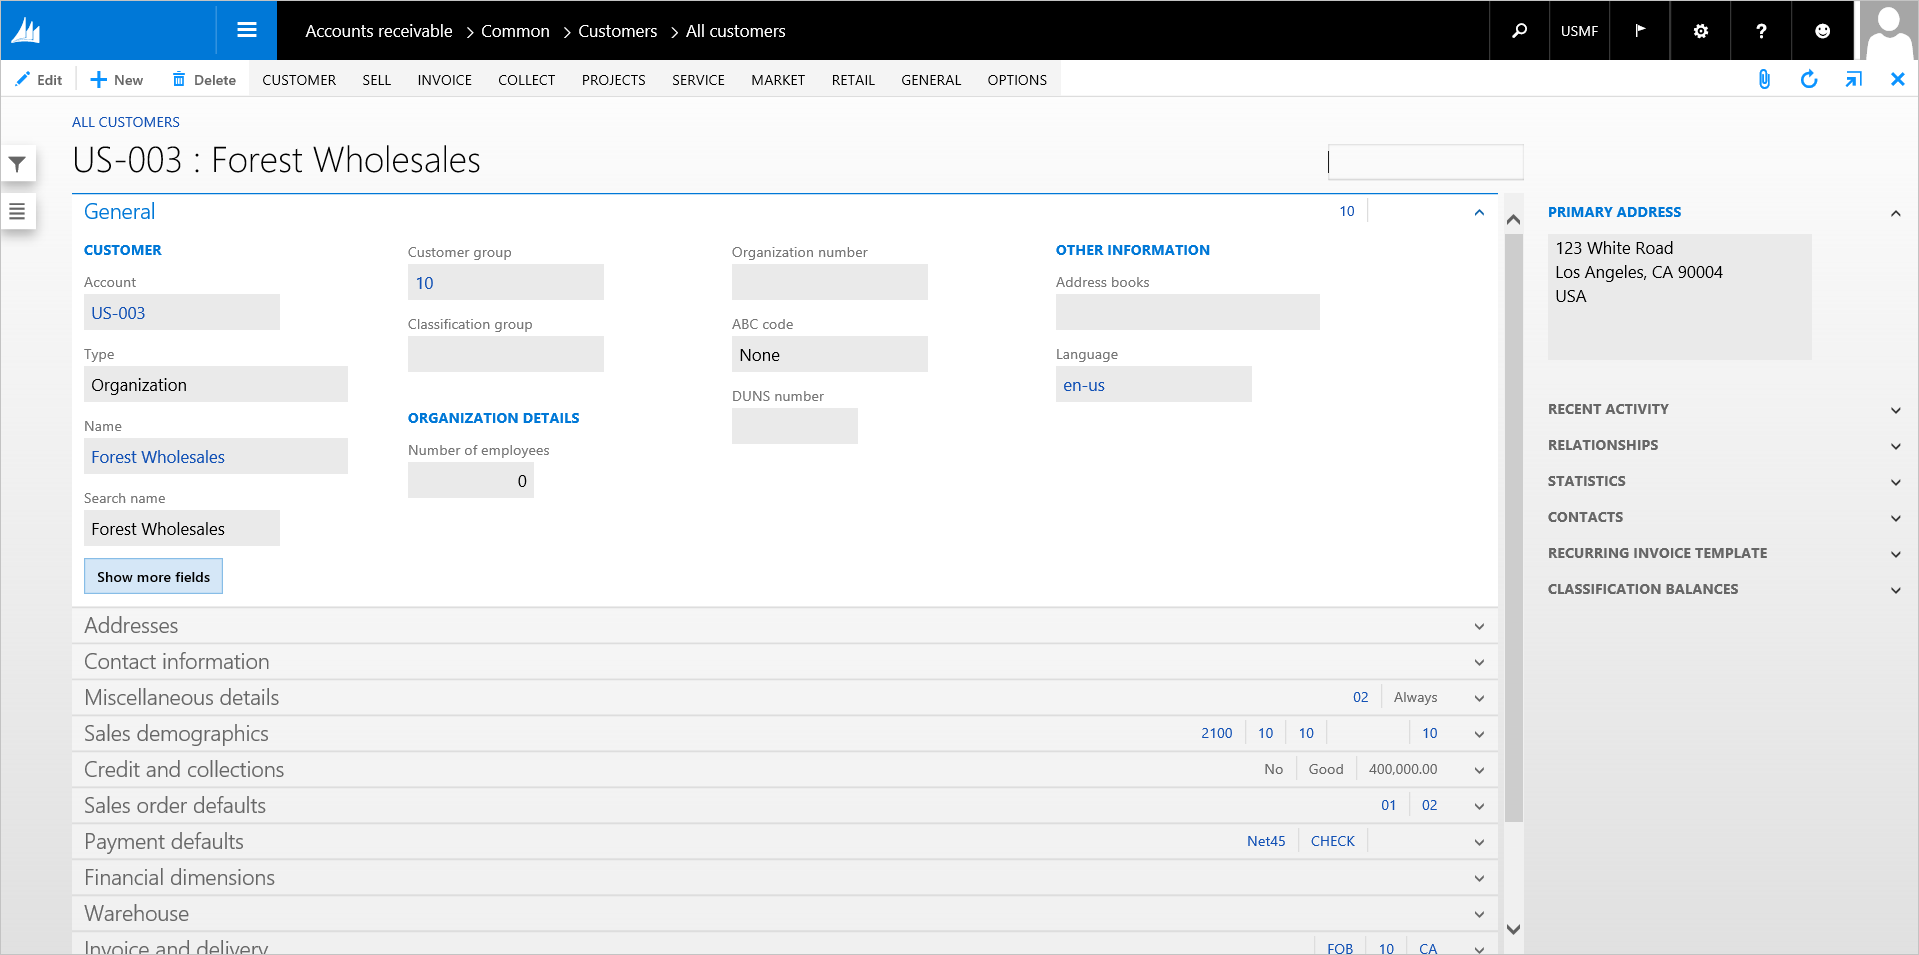 Accounts receivable > Common > Customers > All customers
USMF
?
Edit
New
Delete
CUSTOMER
SELL
INVOICE
COLLECT
PROJECTS
SERVICE
MARKET
RETAIL
GENERAL
OPTIONS
ALL CUSTOMERS
US-003 : Forest Wholesales
General
10
CUSTOMER
Account
US-003
Type
Organization
Name
Forest Wholesales
Search name
Forest Wholesales
Show more fields
Customer group
10
Classification group
ORGANIZATION DETAILS
Number of employees
0
Organization number
ABC code
None
DUNS number
OTHER INFORMATION
Address books
Language
en-us
Addresses
Contact information
Miscellaneous details
02
Always
Sales demographics
2100
10
10
10
Credit and collections
No
Good
400,000.00
Sales order defaults
01
02
Payment defaults
Net45
CHECK
Financial dimensions
Warehouse
Invoice and delivery
FOB
10
CA
PRIMARY ADDRESS
123 White Road
Los Angeles, CA 90004
USA
RECENT ACTIVITY
RELATIONSHIPS
STATISTICS
CONTACTS
RECURRING INVOICE TEMPLATE
CLASSIFICATION BALANCES